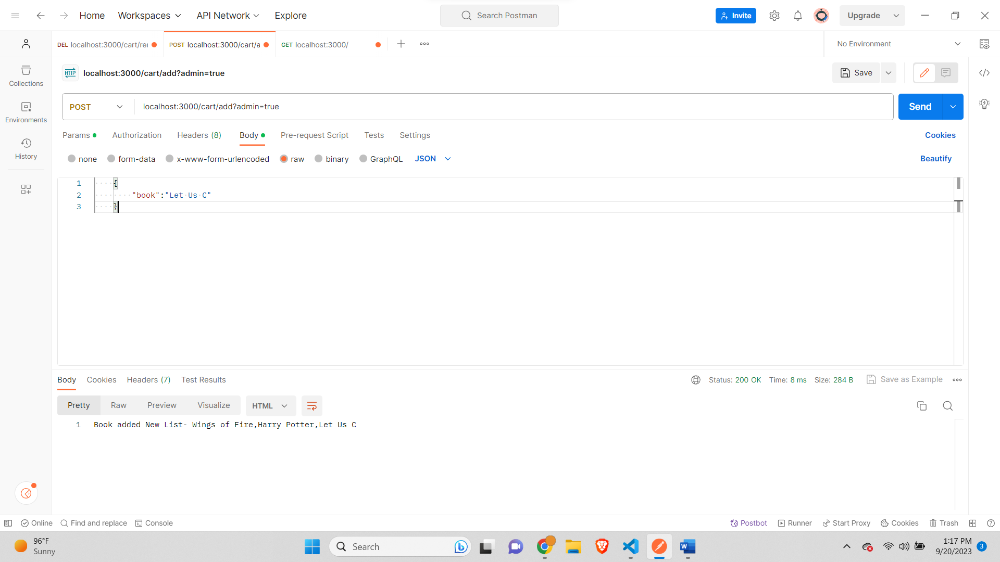 Home Workspaces API Network Explore Search Postman Invite Upgrade
DEL localhost:3000/cart/rei POST localhost:3000/cart/a GET localhost:3000/ No Environment
HTTP localhost:3000/cart/add?admin=true Save
POST localhost:3000/cart/add?admin=true Send
Collections
Environments
History
Params Authorization Headers (8) Body Pre-request Script Tests Settings Cookies
none form-data x-www-form-urlencoded raw binary GraphQL JSON Beautify
1 {
2 "book":"Let Us C"
3 }
Body Cookies Headers (7) Test Results Status: 200 OK Time: 8 ms Size: 284 B Save as Example
Pretty Raw Preview Visualize HTML
1 Book added New List- Wings of Fire,Harry Potter,Let Us C
Online Find and replace Console Postbot Runner Start Proxy Cookies Trash
96°F
Sunny
Search
1:17 PM
9/20/2023
3